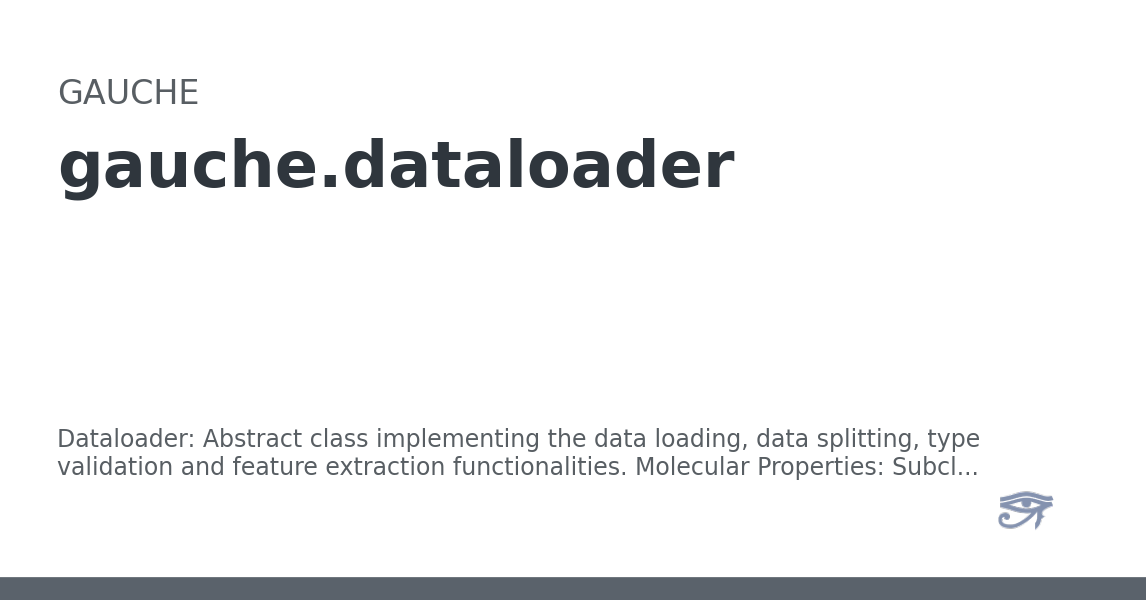 GAUCHE
gauche.dataloader
Dataloader: Abstract class implementing the data loading, data splitting, type
validation and feature extraction functionalities. Molecular Properties: Subcl...